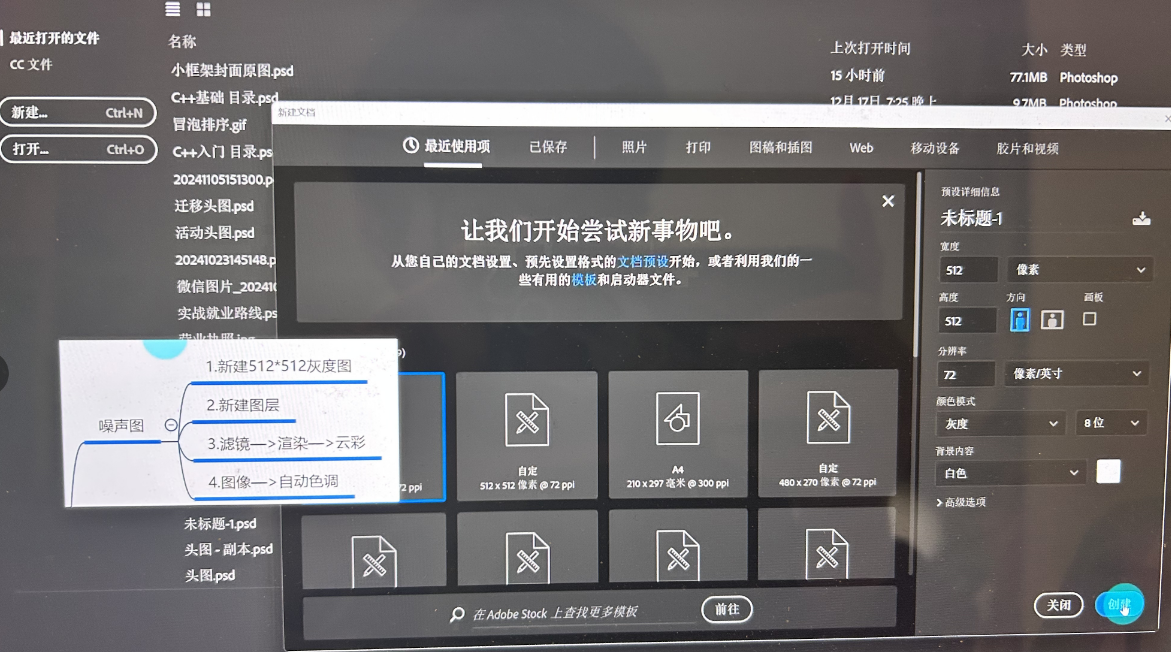 最近打开的文件
CC 文件
新建... Ctrl+N
打开... Ctrl+O
名称
上次打开时间 大小 类型
小框架封面原图.psd 15 小时前 77.1MB Photoshop
C++基础 目录.psd 12月 17日, 7:25 晚上 9.7MB Photoshop
冒泡排序.gif
C++入门 目录.ps
20241105151300.p
迁移头图.psd
活动头图.psd
20241023145148.p
微信图片_20241
实战就业路线.ps
未标题-1.psd
头图 - 副本.psd
头图.psd
噪声图
1.新建512*512灰度图
2.新建图层
3.滤镜—>渲染—>云彩
4.图像—>自动色调
新建文档
最近使用项 已保存 照片 打印 图稿和插图 Web 移动设备 胶片和视频
让我们开始尝试新事物吧。
从您自己的文档设置、预先设置格式的文档预设开始，或者利用我们的一
些有用的模板和启动器文件。
9)
72 ppi
自定
512 x 512 像素 @ 72 ppi
A4
210 x 297 毫米 @ 300 ppi
自定
480 x 270 像素 @ 72 ppi
在 Adobe Stock 上查找更多模板
前往
预设详细信息
未标题-1
宽度
512 像素
高度 方向 画板
512
分辨率
72 像素/英寸
颜色模式
灰度 8 位
背景内容
白色
高级选项
关闭 创建